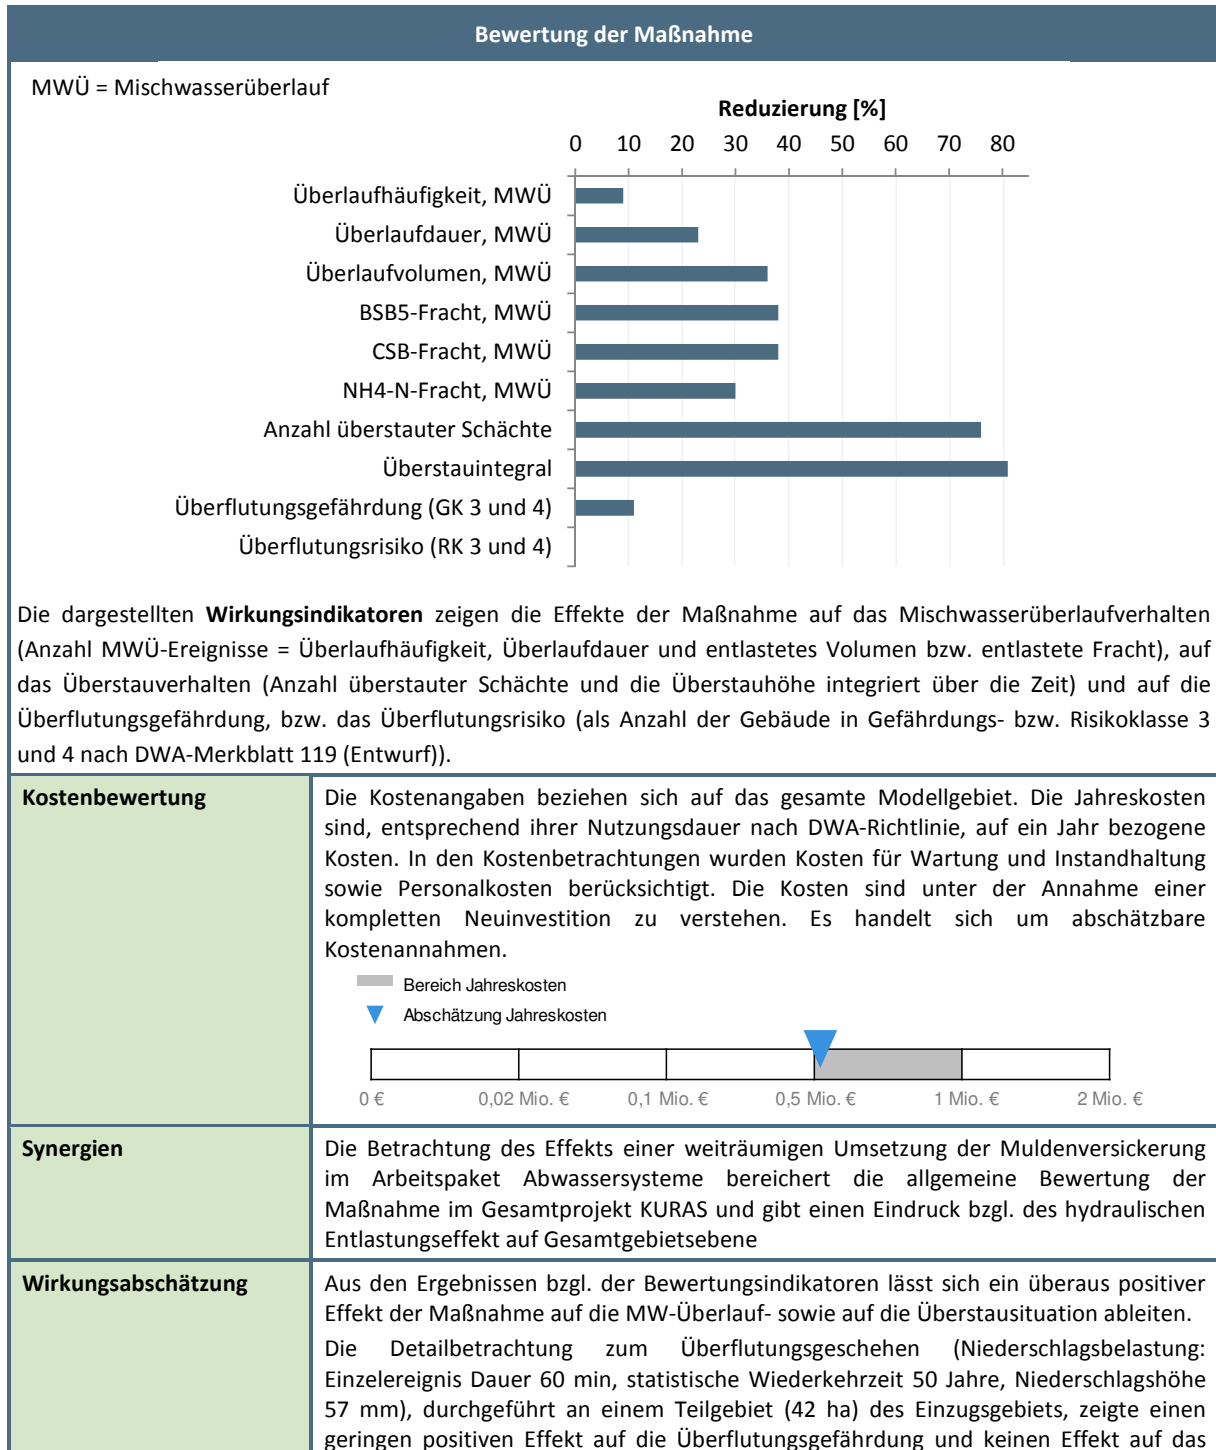 Bewertung der Maßnahme
MWÜ = Mischwasserüberlauf
Reduzierung [%]
0 10 20 30 40 50 60 70 80
Überlaufhäufigkeit, MWÜ
Überlaufdauer, MWÜ
Überlaufvolumen, MWÜ
BSB5-Fracht, MWÜ
CSB-Fracht, MWÜ
NH4-N-Fracht, MWÜ
Anzahl überstauter Schächte
Überstauintegral
Überflutungsgefährdung (GK 3 und 4)
Überflutungsrisiko (RK 3 und 4)
Die dargestellten Wirkungsindikatoren zeigen die Effekte der Maßnahme auf das Mischwasserüberlaufverhalten
(Anzahl MWÜ-Ereignisse = Überlaufhäufigkeit, Überlaufdauer und entlastetes Volumen bzw. entlastete Fracht), auf
das Überstauverhalten (Anzahl überstauter Schächte und die Überstauhöhe integriert über die Zeit) und auf die
Überflutungsgefährdung, bzw. das Überflutungsrisiko (als Anzahl der Gebäude in Gefährdungs- bzw. Risikoklasse 3
und 4 nach DWA-Merkblatt 119 (Entwurf)).
Kostenbewertung
Die Kostenangaben beziehen sich auf das gesamte Modellgebiet. Die Jahreskosten
sind, entsprechend ihrer Nutzungsdauer nach DWA-Richtlinie, auf ein Jahr bezogene
Kosten. In den Kostenbetrachtungen wurden Kosten für Wartung und Instandhaltung
sowie Personalkosten berücksichtigt. Die Kosten sind unter der Annahme einer
kompletten Neuinvestition zu verstehen. Es handelt sich um abschätzbare
Kostenannahmen.
Bereich Jahreskosten
Abschätzung Jahreskosten
0 € 0,02 Mio. € 0,1 Mio. € 0,5 Mio. € 1 Mio. € 2 Mio. €
Synergien
Die Betrachtung des Effekts einer weiträumigen Umsetzung der Muldenversickerung
im Arbeitspaket Abwassersysteme bereichert die allgemeine Bewertung der
Maßnahme im Gesamtprojekt KURAS und gibt einen Eindruck bzgl. des hydraulischen
Entlastungseffekt auf Gesamtgebietsebene
Wirkungsabschätzung
Aus den Ergebnissen bzgl. der Bewertungsindikatoren lässt sich ein überaus positiver
Effekt der Maßnahme auf die MW-Überlauf- sowie auf die Überstausituation ableiten.
Die Detailbetrachtung zum Überflutungsgeschehen (Niederschlagsbelastung:
Einzelereignis Dauer 60 min, statistische Wiederkehrzeit 50 Jahre, Niederschlagshöhe
57 mm), durchgeführt an einem Teilgebiet (42 ha) des Einzugsgebiets, zeigte einen
geringen positiven Effekt auf die Überflutungsgefährdung und keinen Effekt auf das